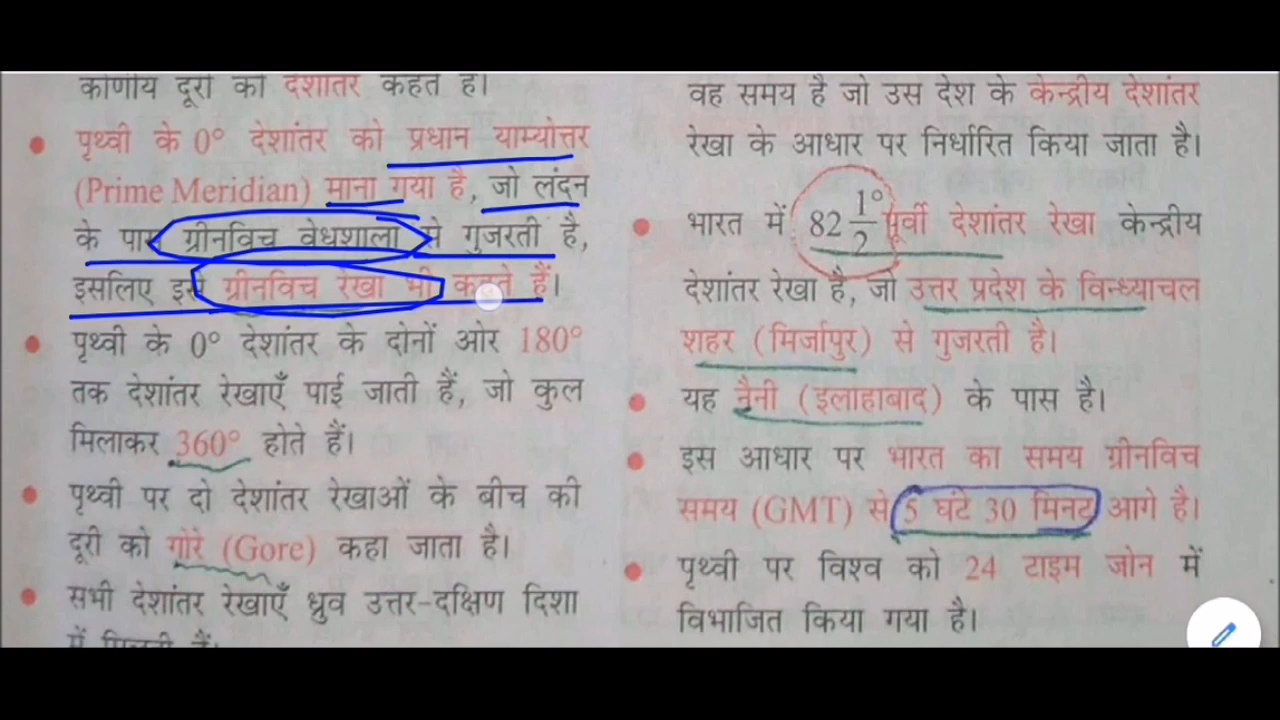 कोणीय दूरी को देशांतर कहते हैं।
पृथ्वी के 0° देशांतर को प्रधान याम्योत्तर
(Prime Meridian) माना गया है, जो लंदन
के पास ग्रीनविच वेधशाला से गुजरती है,
इसलिए इसे ग्रीनविच रेखा भी कहते हैं।
पृथ्वी के 0° देशांतर के दोनों ओर 180°
तक देशांतर रेखाएँ पाई जाती हैं, जो कुल
मिलाकर 360° होते हैं।
पृथ्वी पर दो देशांतर रेखाओं के बीच की
दूरी को गोरे (Gore) कहा जाता है।
सभी देशांतर रेखाएँ ध्रुव उत्तर-दक्षिण दिशा
में मिलती हैं।
वह समय है जो उस देश के केन्द्रीय देशांतर
रेखा के आधार पर निर्धारित किया जाता है।
भारत में 82 1/2° पूर्वी देशांतर रेखा केन्द्रीय
देशांतर रेखा है, जो उत्तर प्रदेश के विन्ध्याचल
शहर (मिर्जापुर) से गुजरती है।
यह नैनी (इलाहाबाद) के पास है।
इस आधार पर भारत का समय ग्रीनविच
समय (GMT) से 5 घंटे 30 मिनट आगे है।
पृथ्वी पर विश्व को 24 टाइम जोन में
विभाजित किया गया है।